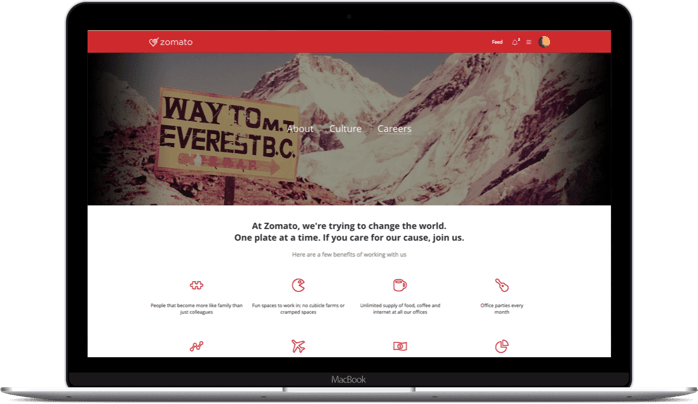 zomato
Feed
2
WAY TO M.T.
EVEREST B.C.
About Culture Careers
At Zomato, we're trying to change the world.
One plate at a time. If you care for our cause, join us.
Here are a few benefits of working with us
People that become more like family than
just colleagues
Fun spaces to work in; no cubicle farms or
cramped spaces
Unlimited supply of food, coffee and
internet at all our offices
Office parties every
month
MacBook